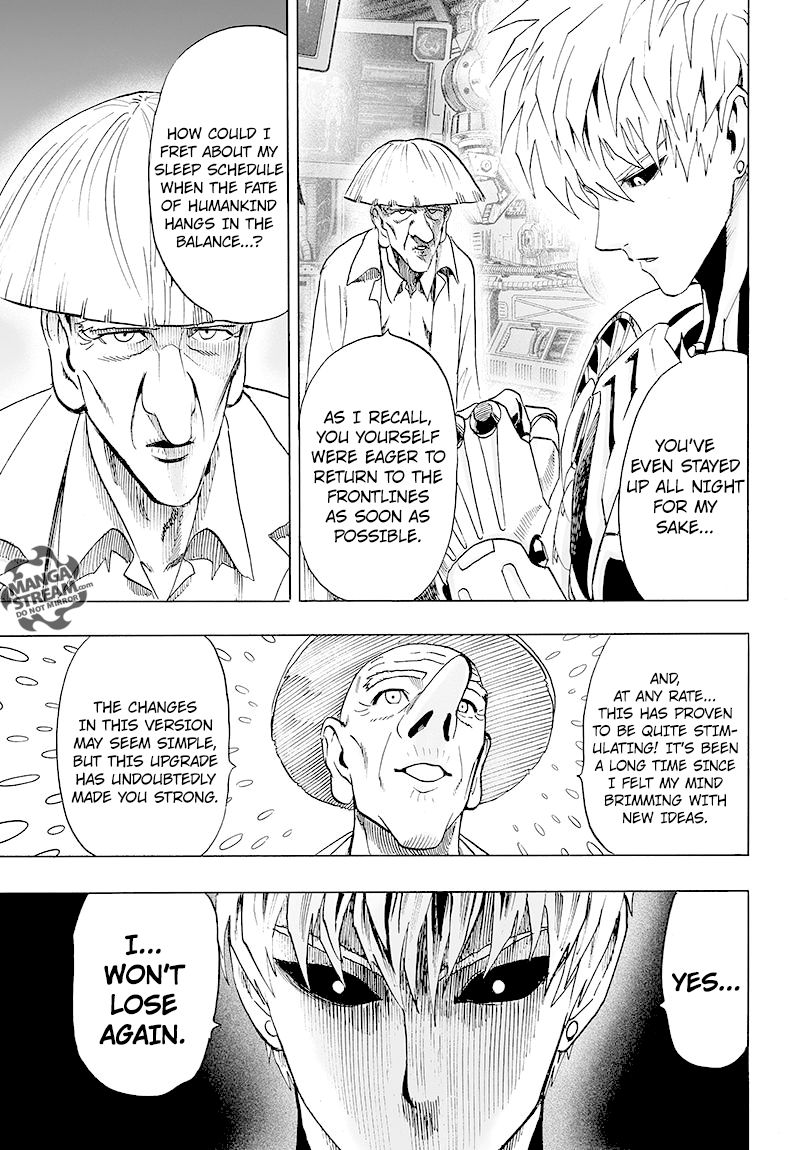 YOU'VE
EVEN STAYED
UP ALL NIGHT
FOR MY
SAKE...
AS I RECALL,
YOU YOURSELF
WERE EAGER TO
RETURN TO THE
FRONTLINES
AS SOON AS
POSSIBLE.
HOW COULD I
FRET ABOUT MY
SLEEP SCHEDULE
WHEN THE FATE
OF HUMANKIND
HANGS IN THE
BALANCE...?
MANGA
STREAM.com
DO NOT MIRROR
AND,
AT ANY RATE...
THIS HAS PROVEN
TO BE QUITE STIM-
ULATING! IT'S BEEN
A LONG TIME SINCE
I FELT MY MIND
BRIMMING WITH
NEW IDEAS.
THE CHANGES
IN THIS VERSION
MAY SEEM SIMPLE,
BUT THIS UPGRADE
HAS UNDOUBTEDLY
MADE YOU STRONG.
YES...
I...
WON'T
LOSE
AGAIN.